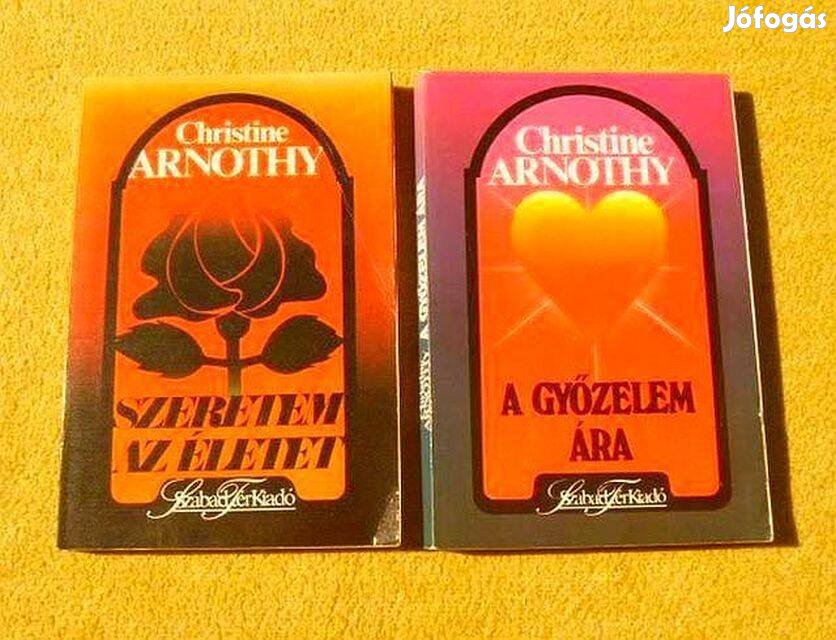 Jófogás
Christine
ARNOTHY
SZERETEM
AZ ÉLETET
Szabad Tér Kiadó
Christine
ARNOTHY
A GYŐZELEM
ÁRA
Szabad Tér Kiadó
ARNOTHY A GYŐZELEM ÁRA